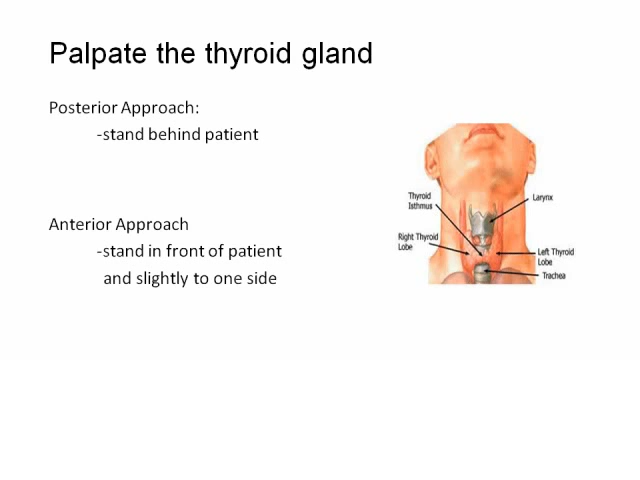 Palpate the thyroid gland
Posterior Approach:
-stand behind patient
Anterior Approach
-stand in front of patient
and slightly to one side
Thyroid
Isthmus
Larynx
Right Thyroid
Lobe
Left Thyroid
Lobe
Trachea